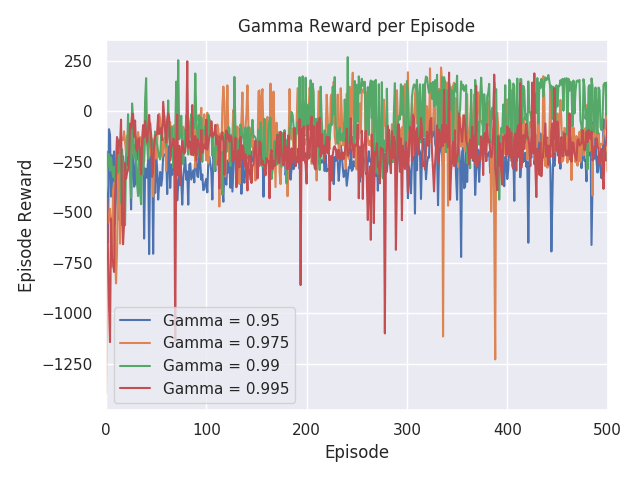 Gamma Reward per Episode
Episode Reward
250
0
−250
−500
−750
−1000
−1250
Gamma = 0.95
Gamma = 0.975
Gamma = 0.99
Gamma = 0.995
0 100 200 300 400 500
Episode